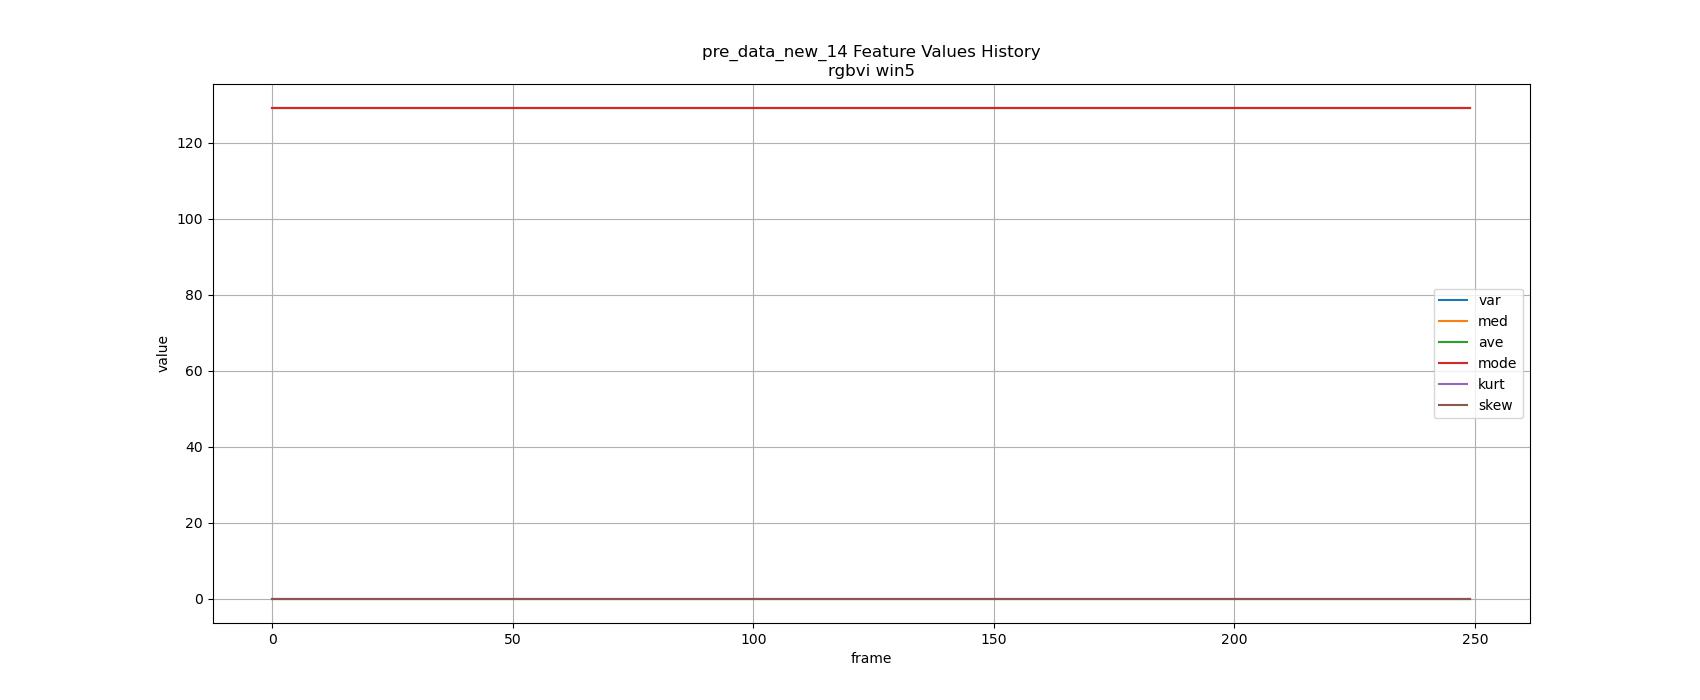 pre_data_new_14 Feature Values History
rgbvi win5
120
100
80
60
40
20
0
value
var
med
ave
mode
kurt
skew
0 50 100 150 200 250
frame